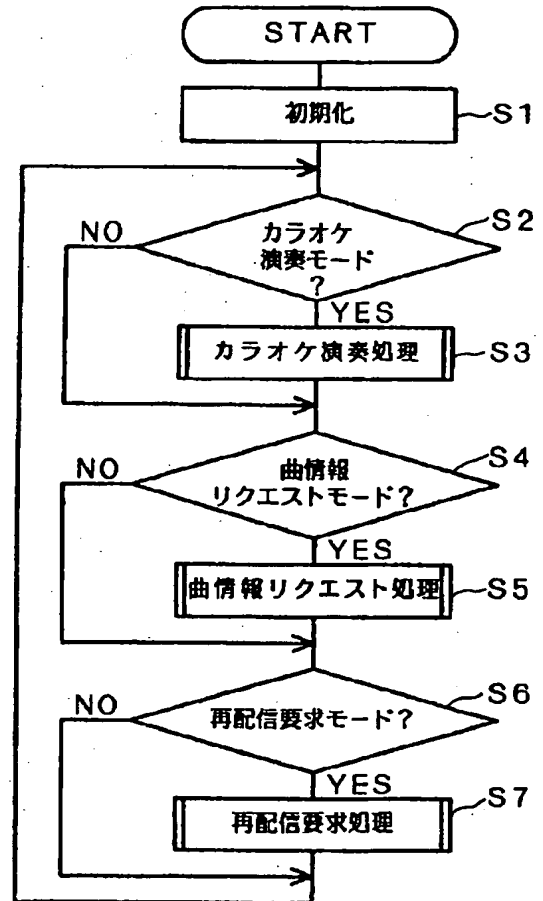 START
初期化
S1
NO
カラオケ
演奏モード
?
S2
YES
カラオケ演奏処理
S3
NO
曲情報
リクエストモード?
S4
YES
曲情報リクエスト処理
S5
NO
再配信要求モード?
S6
YES
再配信要求処理
S7